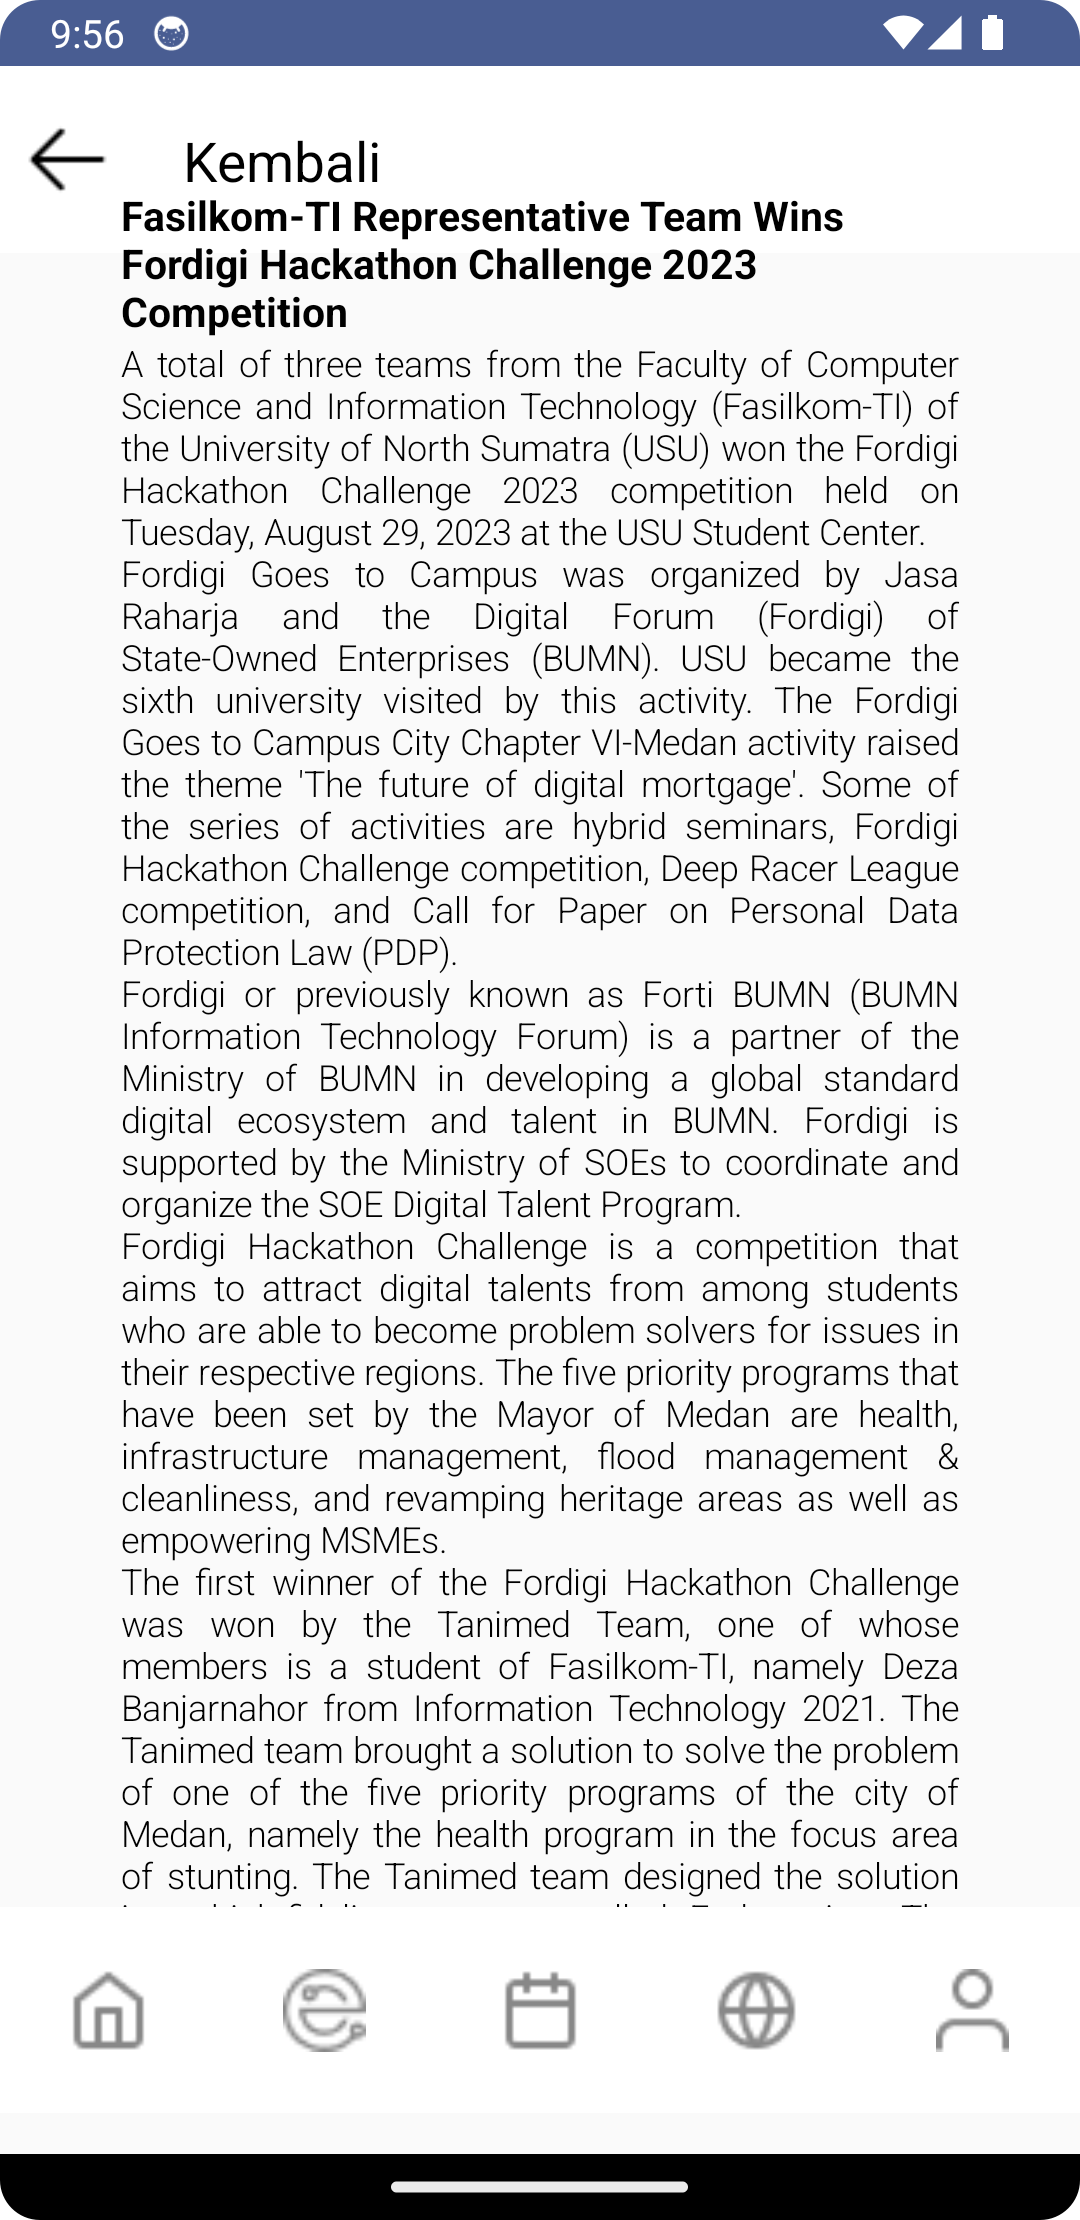 9:56
Kembali
Fasilkom-TI Representative Team Wins
Fordigi Hackathon Challenge 2023
Competition
A total of three teams from the Faculty of Computer
Science and Information Technology (Fasilkom-TI) of
the University of North Sumatra (USU) won the Fordigi
Hackathon Challenge 2023 competition held on
Tuesday, August 29, 2023 at the USU Student Center.
Fordigi Goes to Campus was organized by Jasa
Raharja and the Digital Forum (Fordigi) of
State-Owned Enterprises (BUMN). USU became the
sixth university visited by this activity. The Fordigi
Goes to Campus City Chapter VI-Medan activity raised
the theme 'The future of digital mortgage'. Some of
the series of activities are hybrid seminars, Fordigi
Hackathon Challenge competition, Deep Racer League
competition, and Call for Paper on Personal Data
Protection Law (PDP).
Fordigi or previously known as Forti BUMN (BUMN
Information Technology Forum) is a partner of the
Ministry of BUMN in developing a global standard
digital ecosystem and talent in BUMN. Fordigi is
supported by the Ministry of SOEs to coordinate and
organize the SOE Digital Talent Program.
Fordigi Hackathon Challenge is a competition that
aims to attract digital talents from among students
who are able to become problem solvers for issues in
their respective regions. The five priority programs that
have been set by the Mayor of Medan are health,
infrastructure management, flood management &
cleanliness, and revamping heritage areas as well as
empowering MSMEs.
The first winner of the Fordigi Hackathon Challenge
was won by the Tanimed Team, one of whose
members is a student of Fasilkom-TI, namely Deza
Banjarnahor from Information Technology 2021. The
Tanimed team brought a solution to solve the problem
of one of the five priority programs of the city of
Medan, namely the health program in the focus area
of stunting. The Tanimed team designed the solution